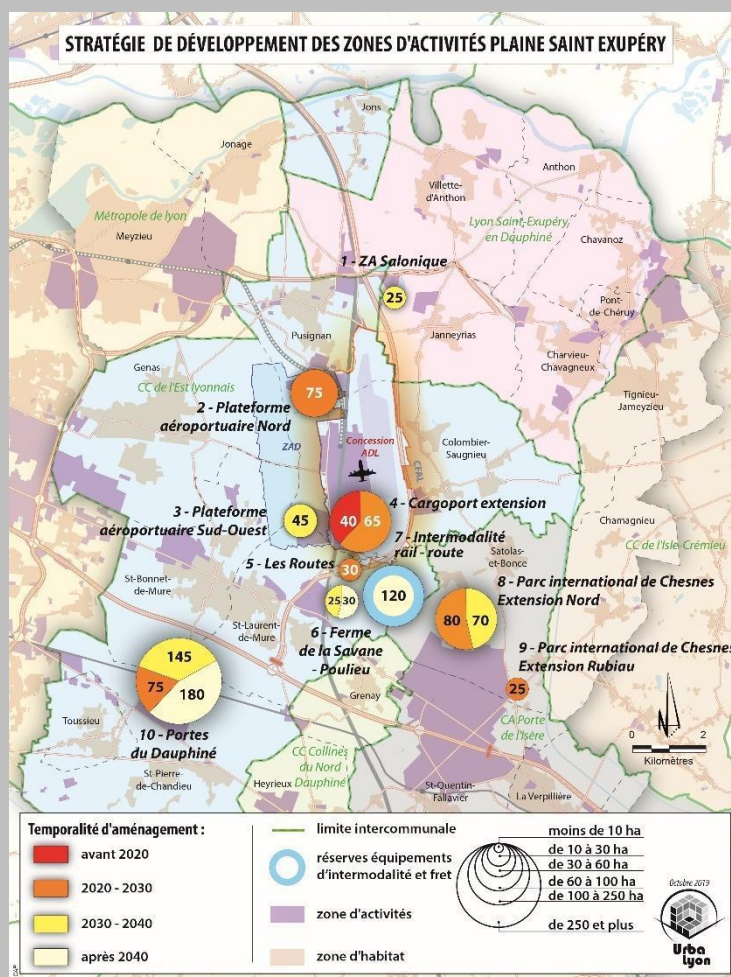 STRATÉGIE DE DÉVELOPPEMENT DES ZONES D'ACTIVITÉS PLAINE SAINT EXUPÉRY
Jons
Jonage
Anthon
Villette-
d'Anthon
Métropole de lyon
Lyon Saint-Exupéry
en Dauphiné
Meyzieu
Chavanoz
1 - ZA Salonique
25
Pont-
de-Chéruy
Pusignan
Janneyrias
Charvieu-
Chavagneux
Genas
75
CC de l'Est lyonnais
Tignieu-
Jameyzieu
2 - Plateforme
aéroportuaire Nord
ZAD
Concession
ADL
CFAL
Colombier-
Saugnieu
3 - Plateforme
aéroportuaire Sud-Ouest
45
40
65
4 - Cargoport extension
7 - Intermodalité
rail - route
Chamagnieu
CC de l'Isle-Crémieu
5 - Les Routes
30
Satolas-
et-Bonce
St-Bonnet-
de-Mure
25
30
120
8 - Parc international de Chesnes
Extension Nord
80
70
St-Laurent-
de-Mure
6 - Ferme
de la Savane
- Poulieu
9 - Parc international de Chesnes
Extension Rubiau
145
75
180
25
Grenay
CA Porte
de l'Isère
Toussieu
10 - Portes
du Dauphiné
CC Collines
du Nord
Dauphiné
N
0
2
Kilomètres
St-Pierre
de-Chandieu
Heyrieux
St-Quentin-
Fallavier
La Verpillière
Temporalité d'aménagement :
avant 2020
2020 - 2030
2030 - 2040
après 2040
limite intercommunale
réserves équipements
d'intermodalité et fret
zone d'activités
zone d'habitat
moins de 10 ha
de 10 à 30 ha
de 30 à 60 ha
de 60 à 100 ha
de 100 à 250 ha
de 250 et plus
Octobre 2019
Urba
Lyon